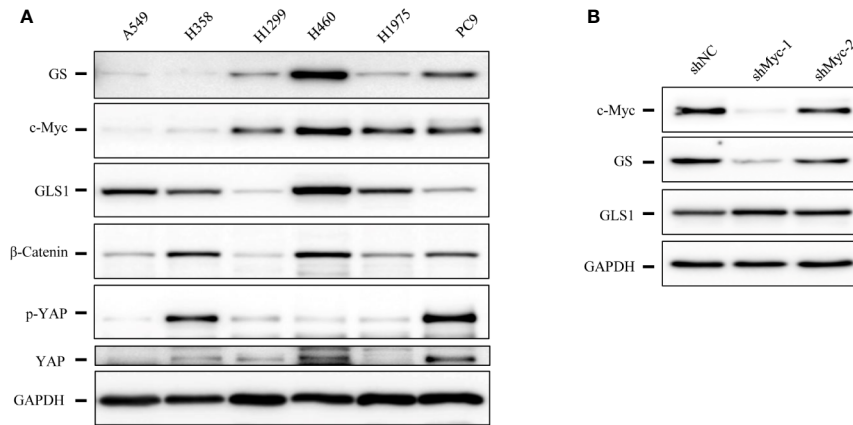 A
A549
H358
H1299
H460
H1975
PC9
GS
c-Myc
GLS1
β-Catenin
p-YAP
YAP
GAPDH
B
shNC
shMyc-1
shMyc-2
c-Myc
GS
GLS1
GAPDH